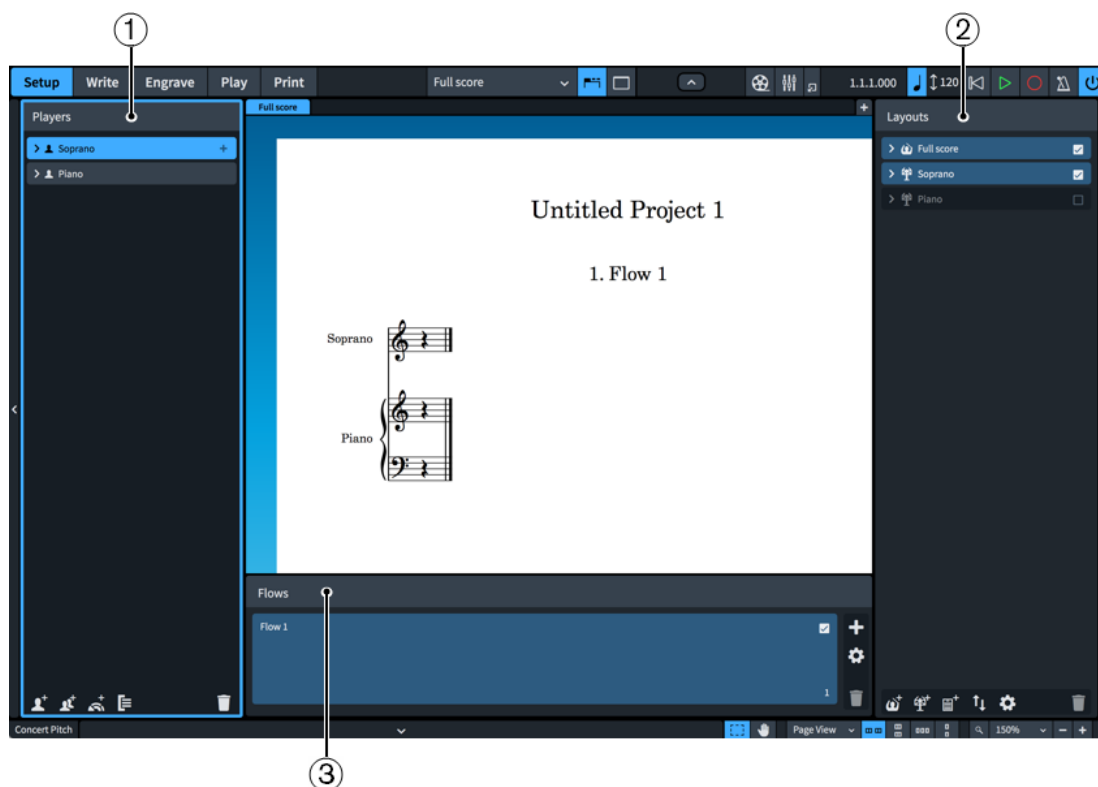 ① ②
Setup Write Engrave Play Print Full score 1.1.1.000 120
Players Full score Layouts
Soprano Full score
Piano Soprano
Piano
Untitled Project 1
1. Flow 1
Soprano
Piano
Flows
Flow 1
1
Concert Pitch Page View 150%
③